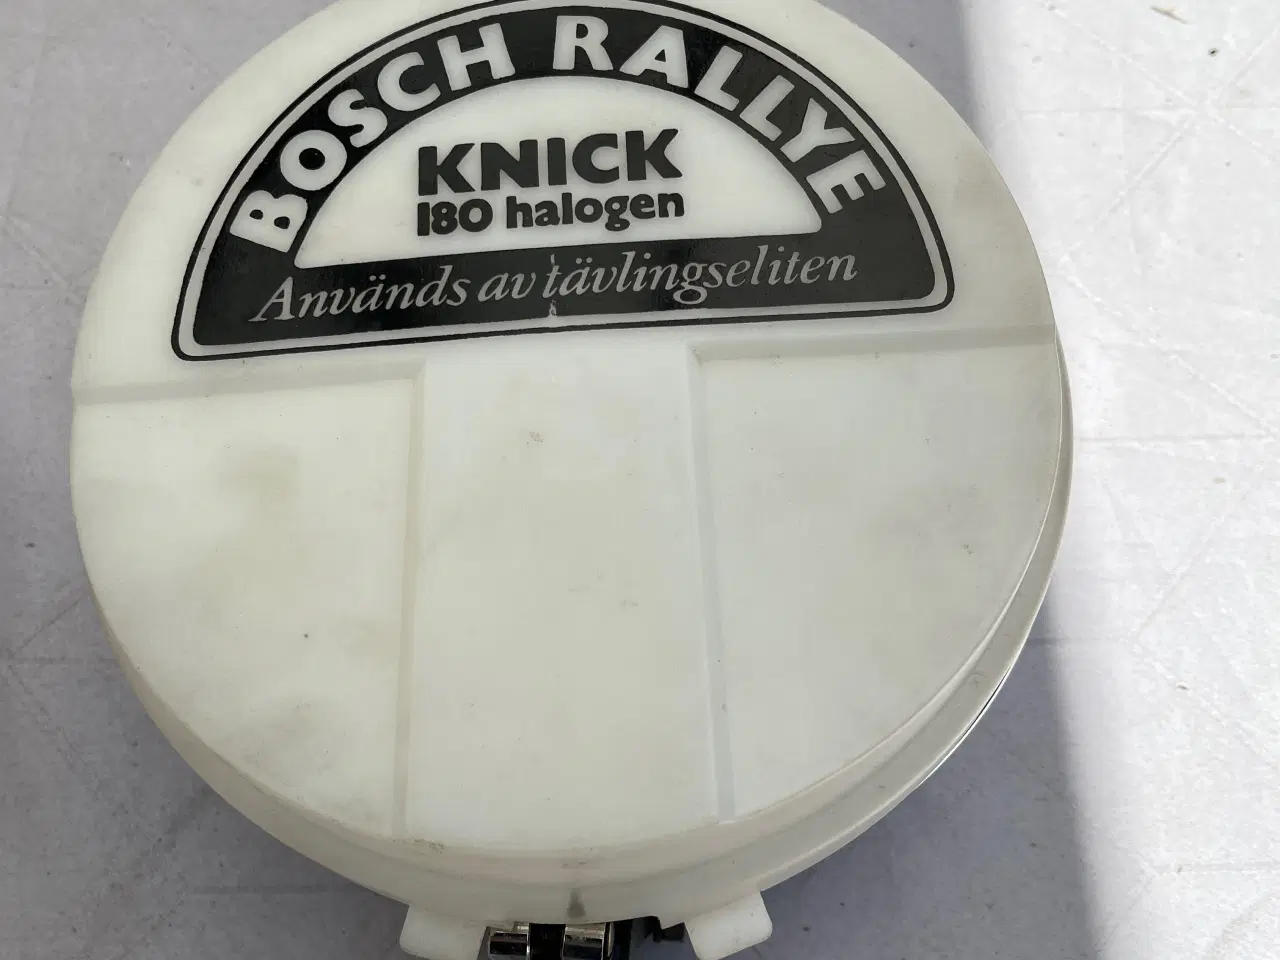 BOSCH RALLYE
KNICK
180 halogen
Används av tävlingseliten